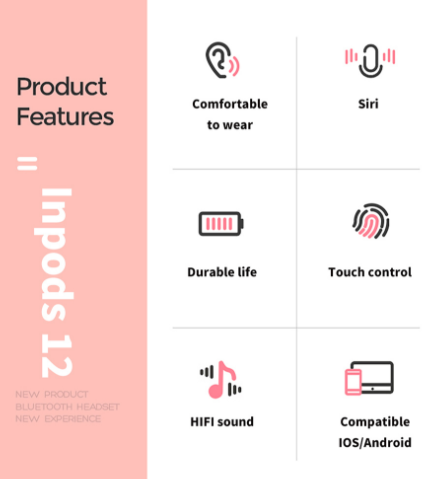 Product
Features
=
Inpods 12
NEW PRODUCT
BLUETOOTH HEADSET
NEW EXPERIENCE
Comfortable
to wear
Siri
Durable life
Touch control
HIFI sound
Compatible
IOS/Android